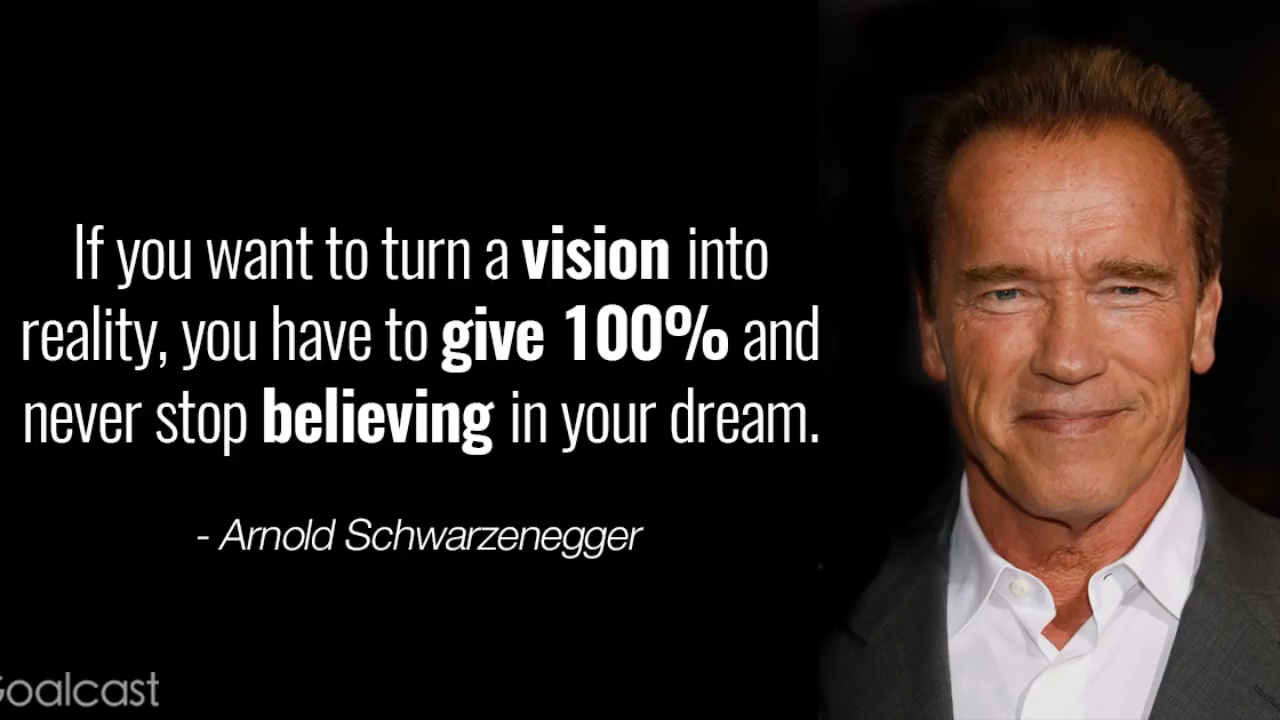 If you want to turn a vision into
reality, you have to give 100% and
never stop believing in your dream.
- Arnold Schwarzenegger
Goalcast